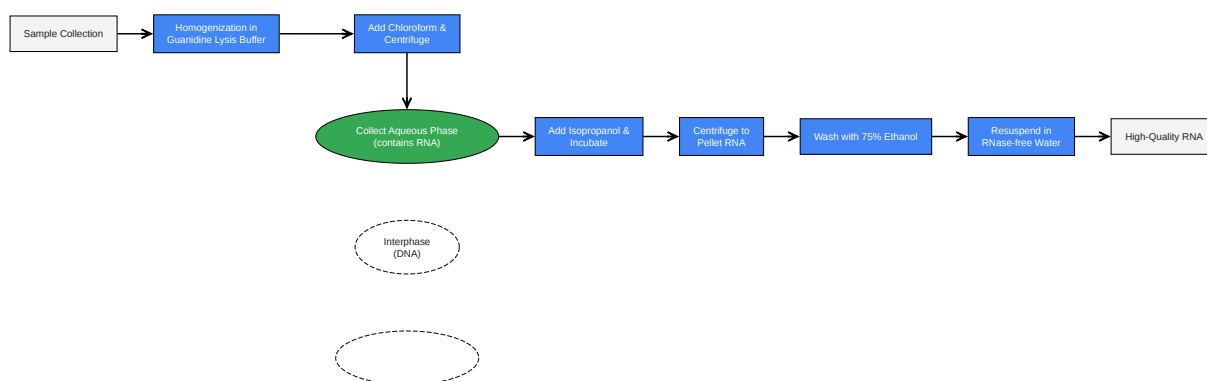 Sample Collection
Homogenization in
Guanidine Lysis Buffer
Add Chloroform &
Centrifuge
Collect Aqueous Phase
(contains RNA)
Add Isopropanol &
Incubate
Centrifuge to
Pellet RNA
Wash with 75% Ethanol
Resuspend in
RNase-free Water
High-Quality RNA
Interphase
(DNA)